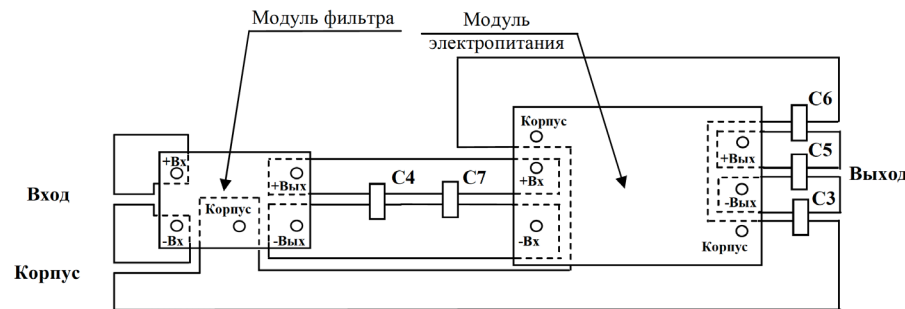 Модуль фильтра
Модуль
электропитания
C6
Корпус
+Вх
+Вых
C4
C7
+Вх
+Вых
C5
Выход
Вход
Корпус
-Вых
C3
-Вх
-Вых
-Вх
Корпус
Корпус